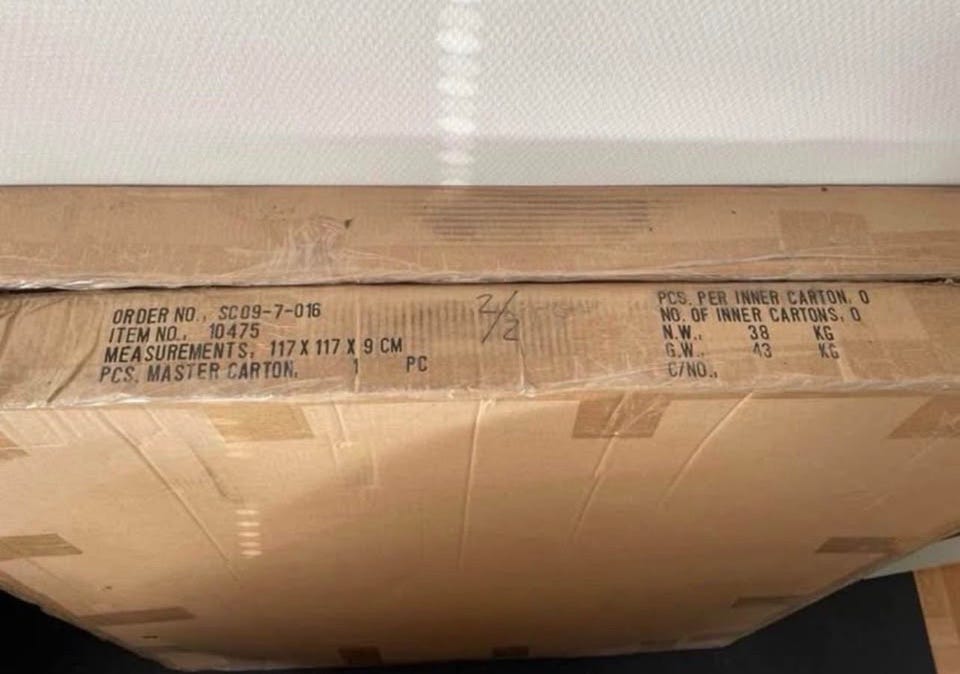 ORDER NO., SC09-7-016
ITEM NO., 10475
MEASUREMENTS, 117 X 117 X 9 CM
PCS. MASTER CARTON, 1 PC
2/2
PCS. PER INNER CARTON, 0
NO. OF INNER CARTONS, 0
N.W., 38 KG
G.W., 43 KG
C/NO.,